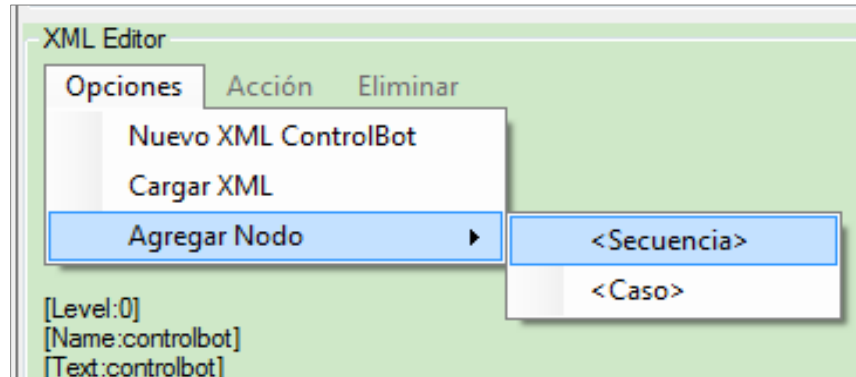 XML Editor
Opciones Acción Eliminar
Nuevo XML ControlBot
Cargar XML
Agregar Nodo <Secuencia>
<Caso>
[Level:0]
[Name:controlbot]
[Text:controlbot]